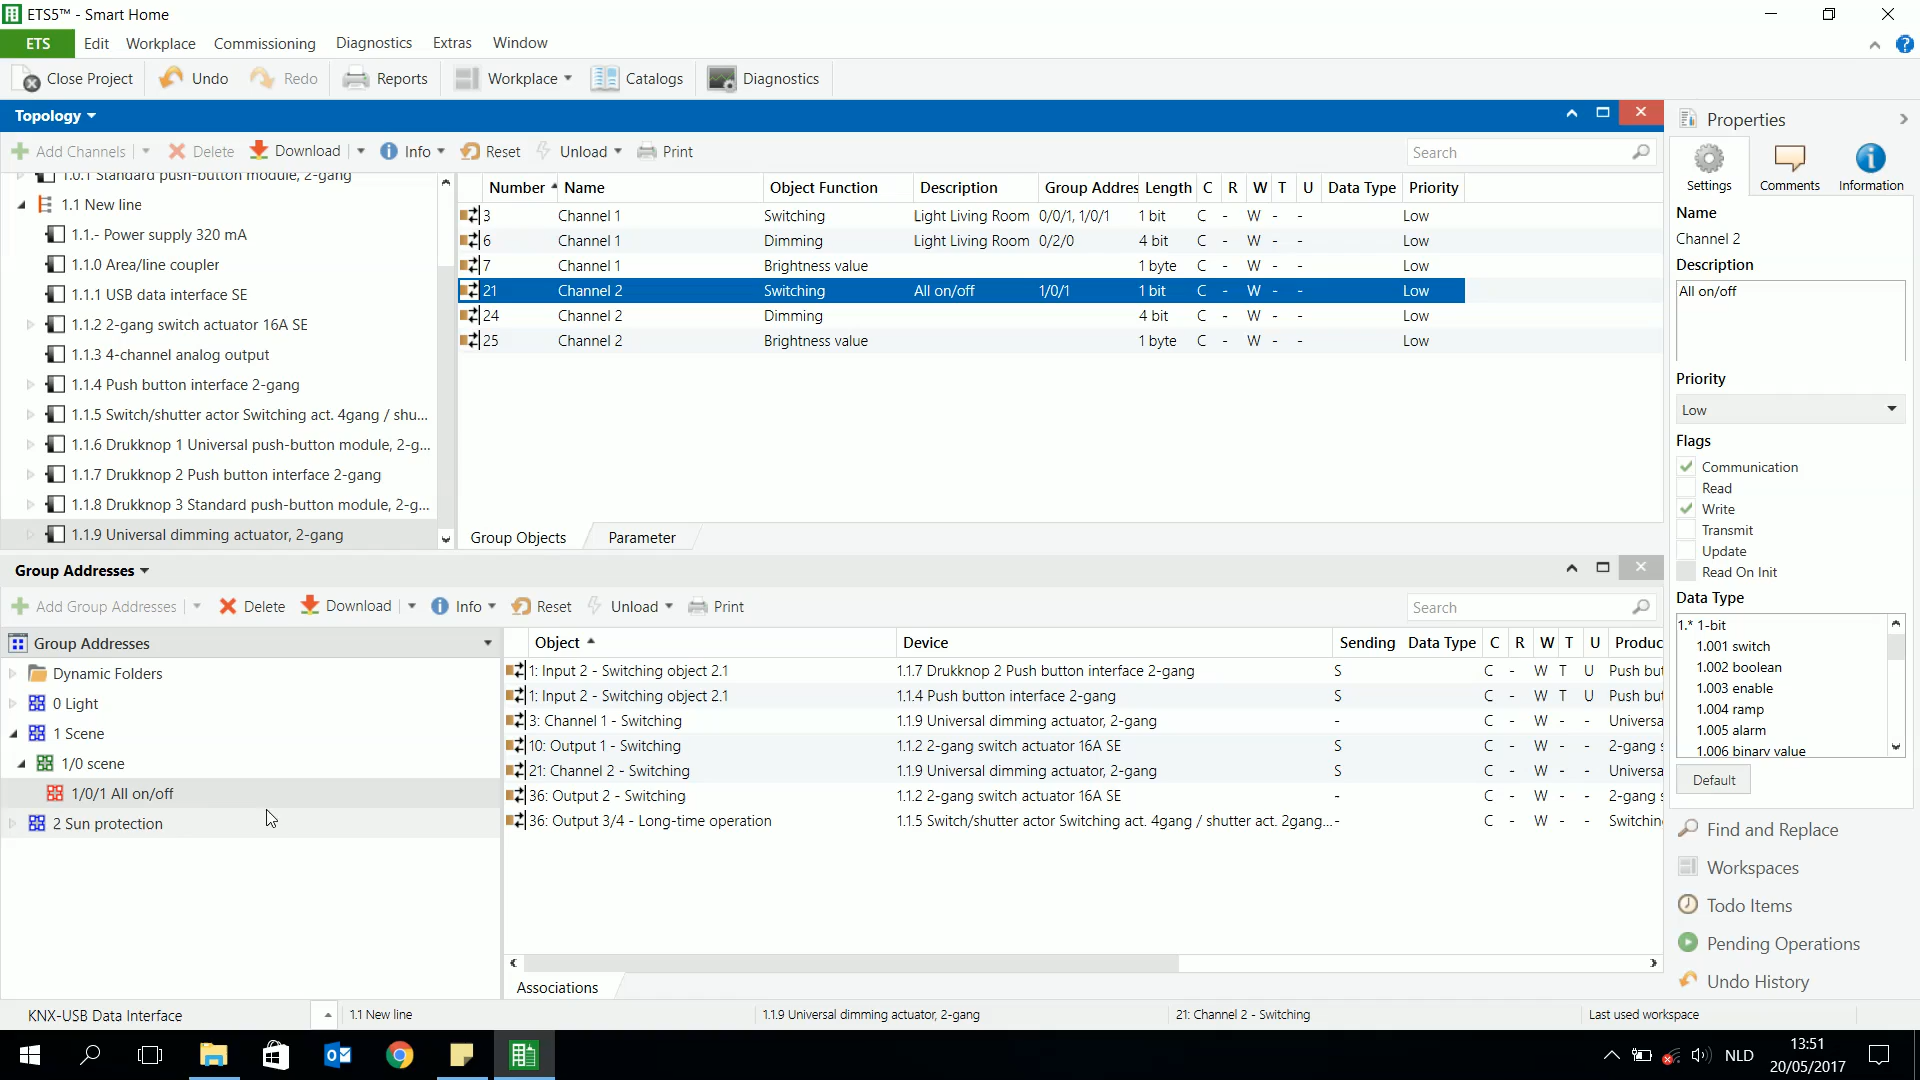 ETS5™ - Smart Home
ETS Edit Workplace Commissioning Diagnostics Extras Window
Close Project Undo Redo Reports Workplace Catalogs Diagnostics
Topology
Add Channels Delete Download Info Reset Unload Print Search
1.0.1 Standard push-button module, 2-gang
1.1 New line
1.1.- Power supply 320 mA
1.1.0 Area/line coupler
1.1.1 USB data interface SE
1.1.2 2-gang switch actuator 16A SE
1.1.3 4-channel analog output
1.1.4 Push button interface 2-gang
1.1.5 Switch/shutter actor Switching act. 4gang / shu...
1.1.6 Drukknop 1 Universal push-button module, 2-g...
1.1.7 Drukknop 2 Push button interface 2-gang
1.1.8 Drukknop 3 Standard push-button module, 2-g...
1.1.9 Universal dimming actuator, 2-gang
Number Name Object Function Description Group Addres Length C R W T U Data Type Priority
3 Channel 1 Switching Light Living Room 0/0/1, 1/0/1 1 bit C - W - - Low
6 Channel 1 Dimming Light Living Room 0/2/0 4 bit C - W - - Low
7 Channel 1 Brightness value 1 byte C - W - - Low
21 Channel 2 Switching All on/off 1/0/1 1 bit C - W - - Low
24 Channel 2 Dimming 4 bit C - W - - Low
25 Channel 2 Brightness value 1 byte C - W - - Low
Group Objects Parameter
Group Addresses
Add Group Addresses Delete Download Info Reset Unload Print Search
Group Addresses
Dynamic Folders
0 Light
1 Scene
1/0 scene
1/0/1 All on/off
2 Sun protection
Object Device Sending Data Type C R W T U Produc
1: Input 2 - Switching object 2.1 1.1.7 Drukknop 2 Push button interface 2-gang S C - W T U Push but
1: Input 2 - Switching object 2.1 1.1.4 Push button interface 2-gang S C - W T U Push but
3: Channel 1 - Switching 1.1.9 Universal dimming actuator, 2-gang - C - W - - Universa
10: Output 1 - Switching 1.1.2 2-gang switch actuator 16A SE S C - W - - 2-gang s
21: Channel 2 - Switching 1.1.9 Universal dimming actuator, 2-gang S C - W - - Universa
36: Output 2 - Switching 1.1.2 2-gang switch actuator 16A SE - C - W - - 2-gang s
36: Output 3/4 - Long-time operation 1.1.5 Switch/shutter actor Switching act. 4gang / shutter act. 2gang... - C - W - - Switchin
Associations
Properties
Settings Comments Information
Name
Channel 2
Description
All on/off
Priority
Low
Flags
Communication
Read
Write
Transmit
Update
Read On Init
Data Type
1.* 1-bit
1.001 switch
1.002 boolean
1.003 enable
1.004 ramp
1.005 alarm
1.006 binary value
Default
Find and Replace
Workspaces
Todo Items
Pending Operations
Undo History
KNX-USB Data Interface 1.1 New line 1.1.9 Universal dimming actuator, 2-gang 21: Channel 2 - Switching Last used workspace
NLD
13:51
20/05/2017